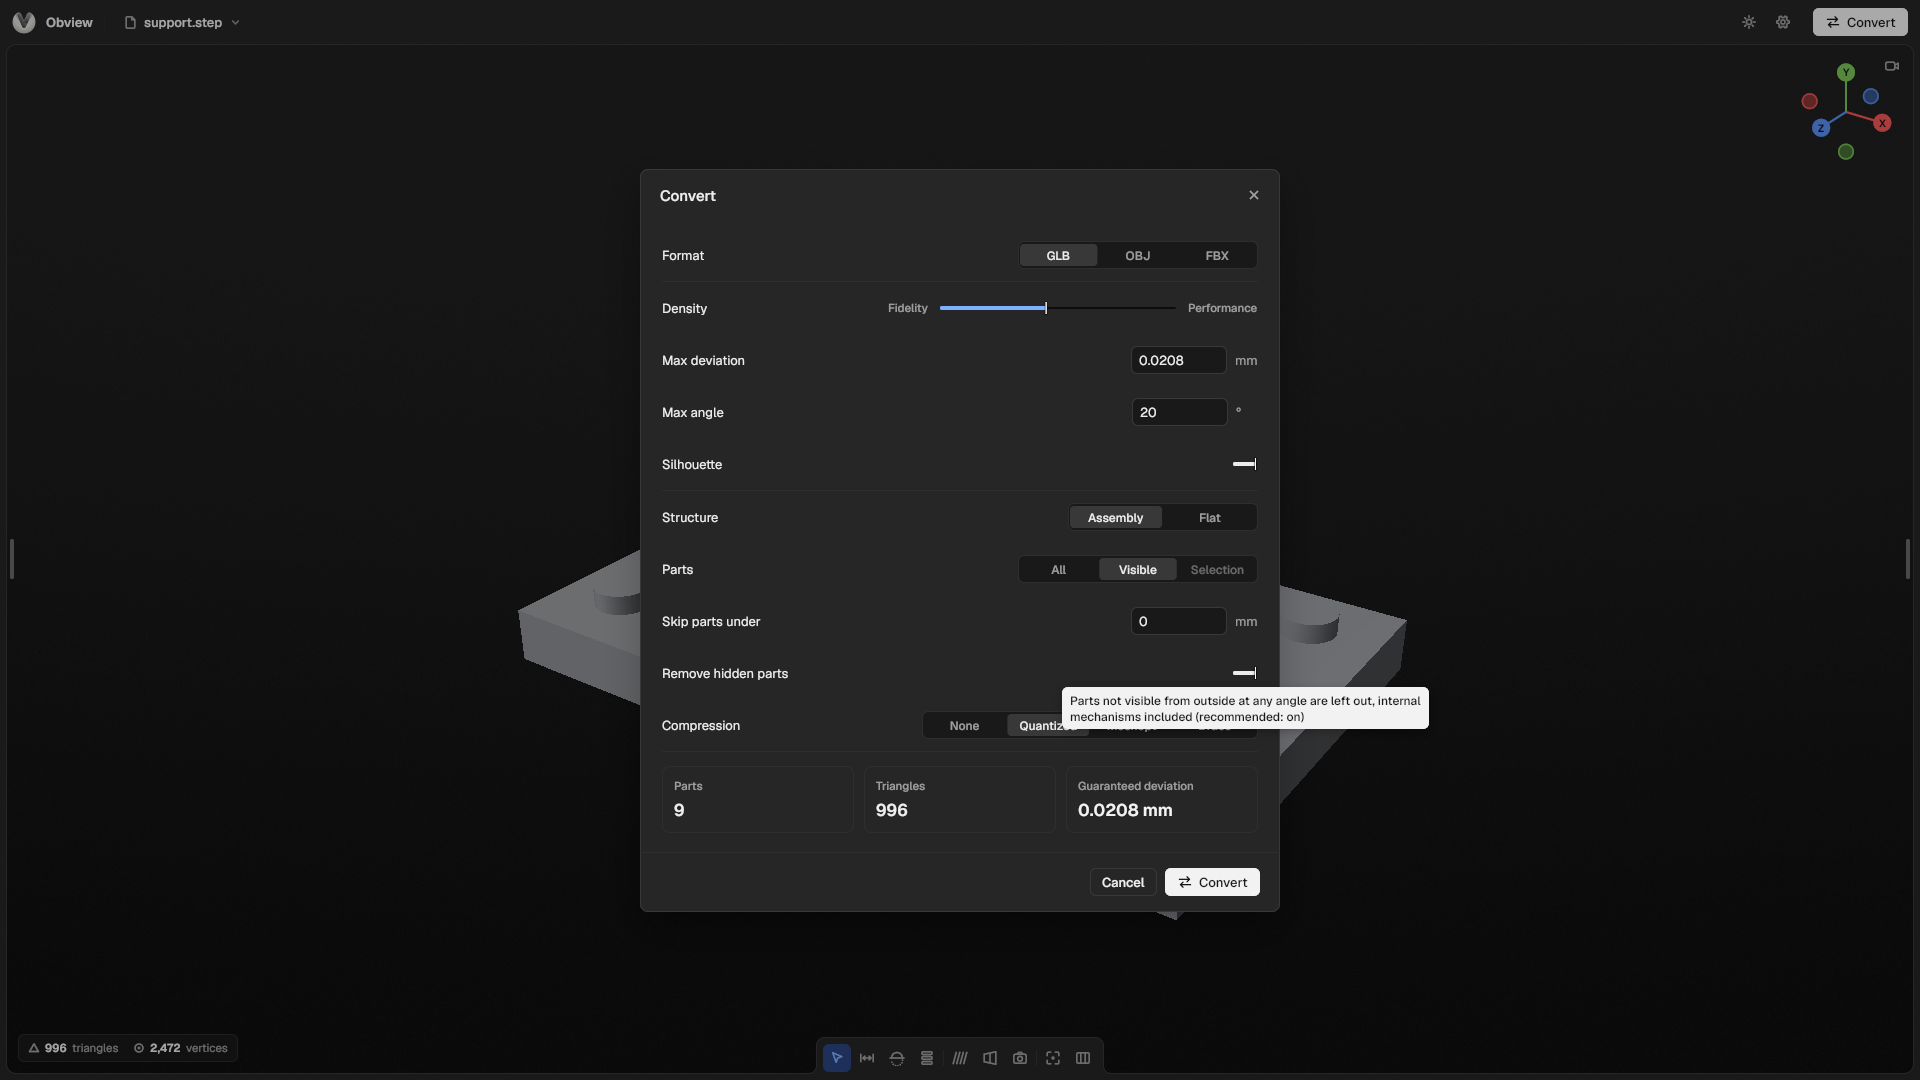 Obview
support.step
Convert
Y
X
Z
Convert
Format
GLB
OBJ
FBX
Density
Fidelity
Performance
Max deviation
0.0208
mm
Max angle
20
°
Silhouette
Structure
Assembly
Flat
Parts
All
Visible
Selection
Skip parts under
0
mm
Remove hidden parts
Parts not visible from outside at any angle are left out, internal
mechanisms included (recommended: on)
Compression
None
Parts
9
Triangles
996
Guaranteed deviation
0.0208 mm
Cancel
Convert
996 triangles
2,472 vertices